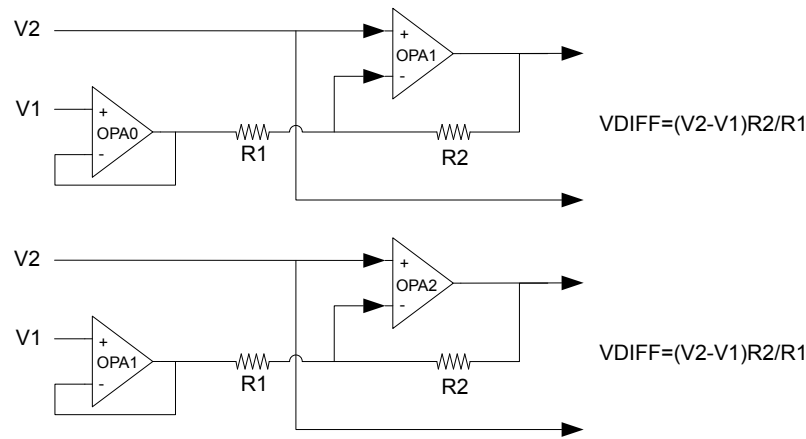 V2
+
OPA1
-
V1
+
OPA0
-
VDIFF=(V2-V1)R2/R1
R1
R2
V2
+
OPA2
-
V1
+
OPA1
-
VDIFF=(V2-V1)R2/R1
R1
R2